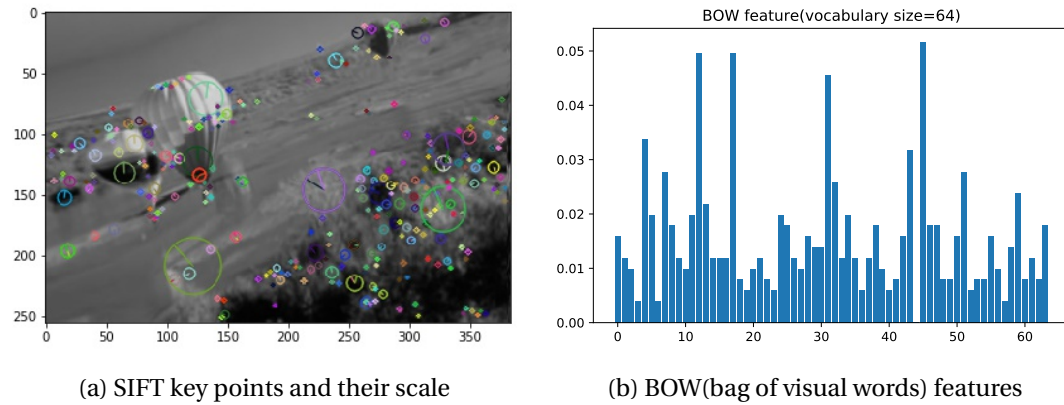 BOW feature(vocabulary size=64)
0
50
100
150
200
250
0 50 100 150 200 250 300 350
0.05
0.04
0.03
0.02
0.01
0.00
0 10 20 30 40 50 60
(a) SIFT key points and their scale
(b) BOW(bag of visual words) features